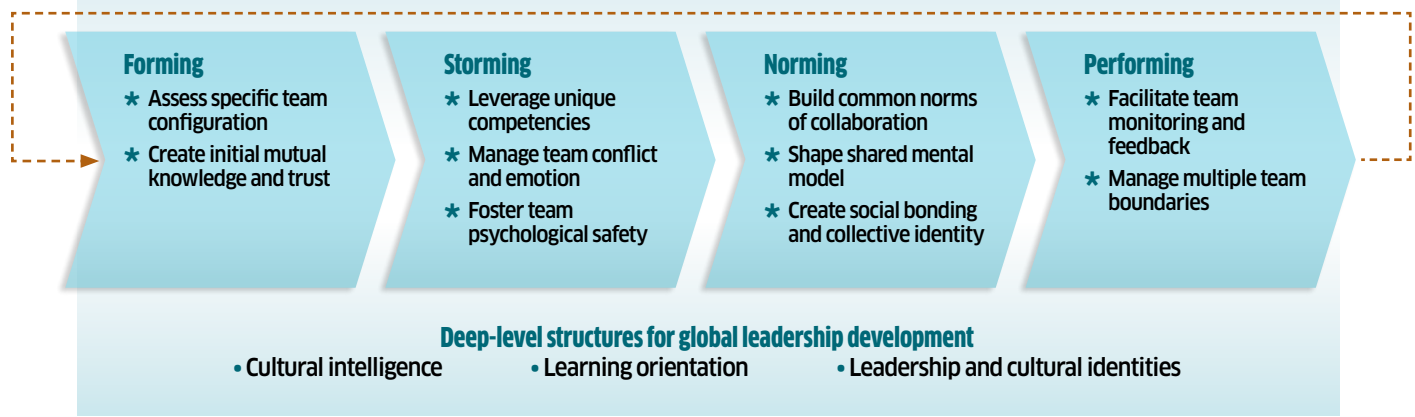 Forming
* Assess specific team
configuration
* Create initial mutual
knowledge and trust
Storming
* Leverage unique
competencies
* Manage team conflict
and emotion
* Foster team
psychological safety
Norming
* Build common norms
of collaboration
* Shape shared mental
model
* Create social bonding
and collective identity
Performing
* Facilitate team
monitoring and
feedback
* Manage multiple team
boundaries
Deep-level structures for global leadership development
• Cultural intelligence • Learning orientation • Leadership and cultural identities